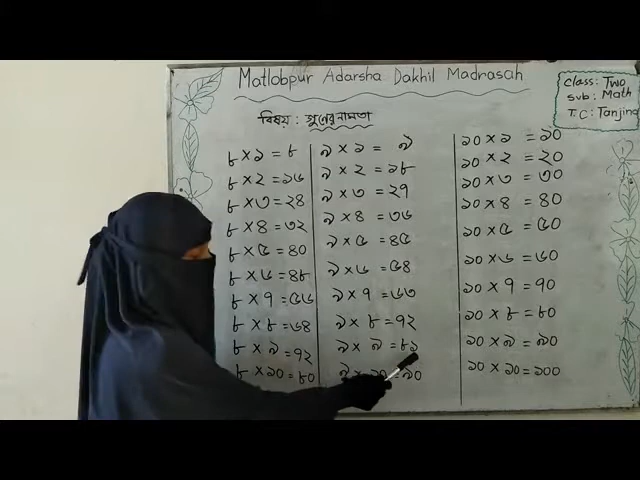 Matlobpur Adarsha Dakhil Madrasah
class: Two
Sub: Math
T.C: Tanjina
বিষয়: গুনের নামতা
৮ × ১ = ৮
৮ × ২ = ১৬
৮ × ৩ = ২৪
৮ × ৪ = ৩২
৮ × ৫ = ৪০
৮ × ৬ = ৪৮
৮ × ৭ = ৫৬
৮ × ৮ = ৬৪
৮ × ৯ = ৭২
৮ × ১০ = ৮০
৯ × ১ = ৯
৯ × ২ = ১৮
৯ × ৩ = ২৭
৯ × ৪ = ৩৬
৯ × ৫ = ৪৫
৯ × ৬ = ৫৪
৯ × ৭ = ৬৩
৯ × ৮ = ৭২
৯ × ৯ = ৮১
৯ × ১০ = ৯০
১০ × ১ = ১০
১০ × ২ = ২০
১০ × ৩ = ৩০
১০ × ৪ = ৪০
১০ × ৫ = ৫০
১০ × ৬ = ৬০
১০ × ৭ = ৭০
১০ × ৮ = ৮০
১০ × ৯ = ৯০
১০ × ১০ = ১০০